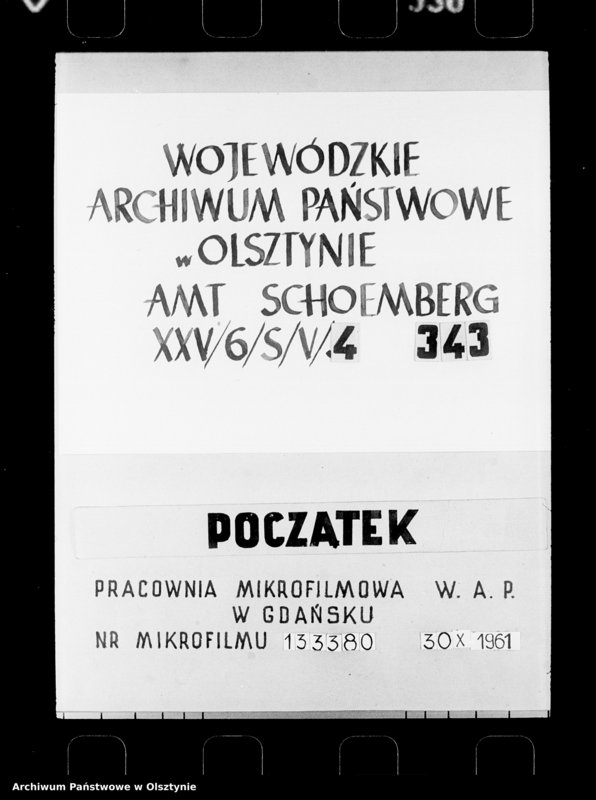 WOJEWÓDZKIE
ARCHIWUM PAŃSTWOWE
w OLSZTYNIE
AMT SCHOEMBERG
XXV/6/S/V/.4 343
POCZĄTEK
PRACOWNIA MIKROFILMOWA W. A. P.
W GDAŃSKU
NR MIKROFILMU 133380 30 X 1961
Archiwum Państwowe w Olsztynie